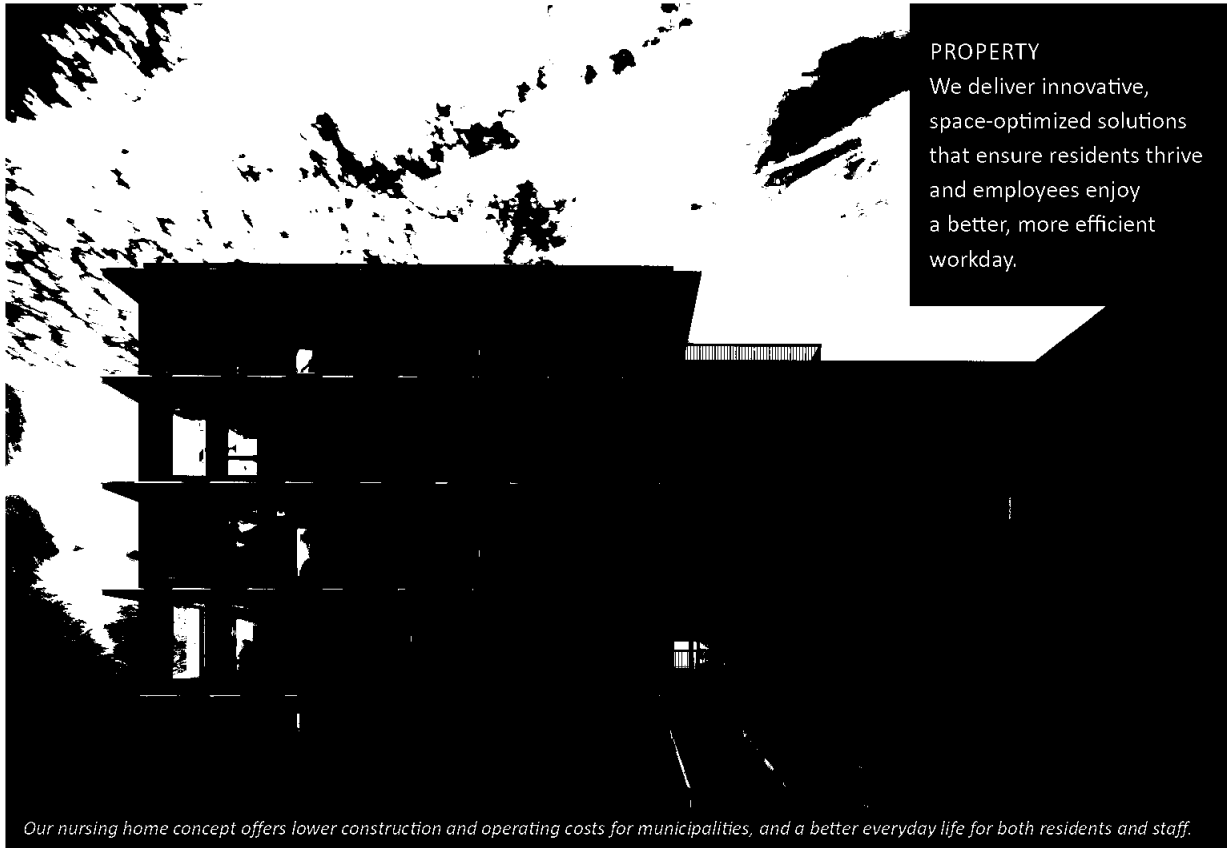 PROPERTY
We deliver innovative,
space-optimized solutions
that ensure residents thrive
and employees enjoy
a better, more efficient
workday.
Our nursing home concept offers lower construction and operating costs for municipalities, and a better everyday life for both residents and staff.